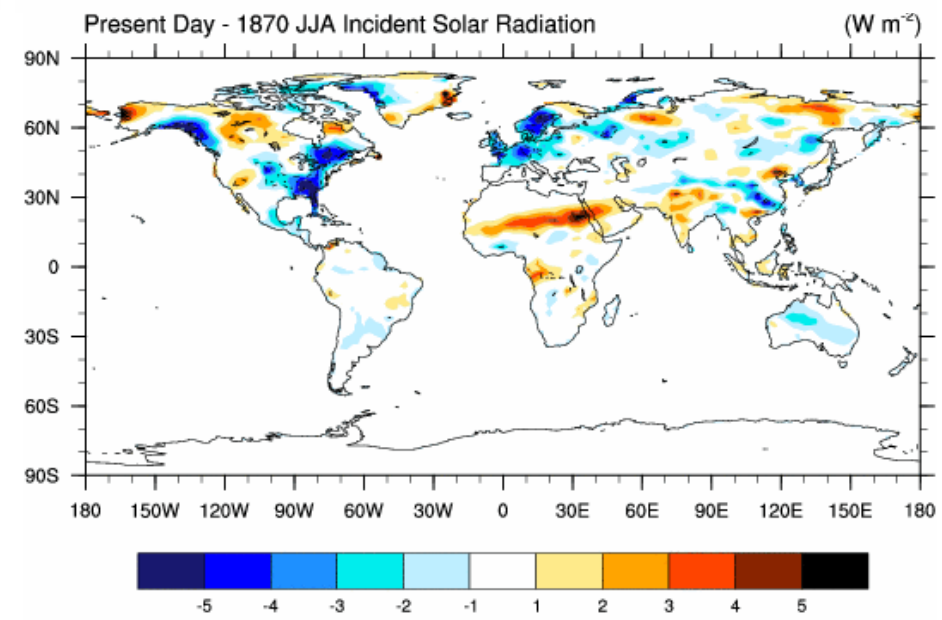 Present Day - 1870 JJA Incident Solar Radiation (W m⁻²)
90N
60N
30N
0
30S
60S
90S
180 150W 120W 90W 60W 30W 0 30E 60E 90E 120E 150E 180
-5 -4 -3 -2 -1 1 2 3 4 5